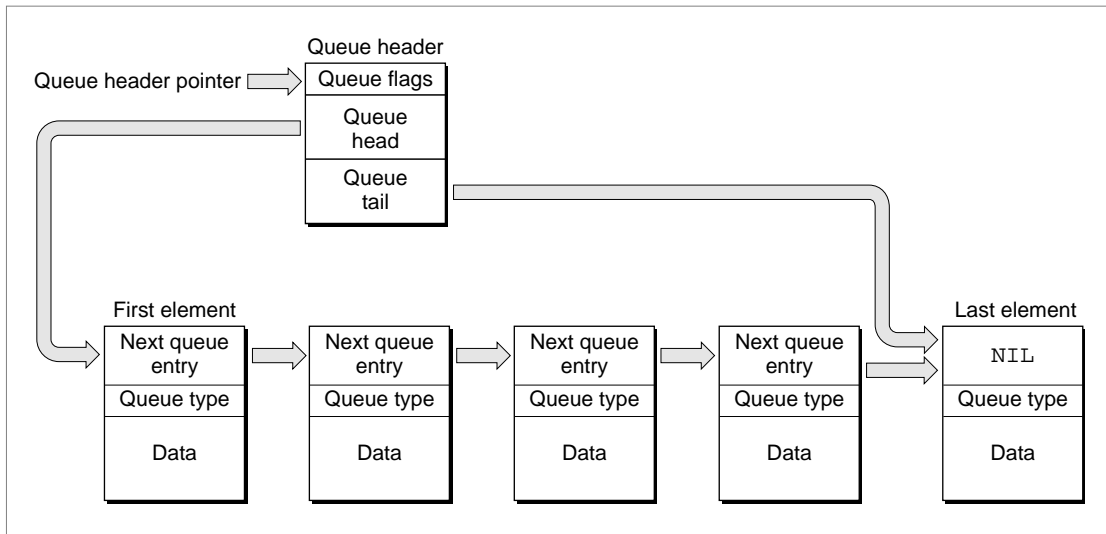 Queue header
Queue header pointer
Queue flags
Queue
head
Queue
tail
First element
Last element
Next queue
entry
Next queue
entry
Next queue
entry
Next queue
entry
NIL
Queue type
Queue type
Queue type
Queue type
Queue type
Data
Data
Data
Data
Data